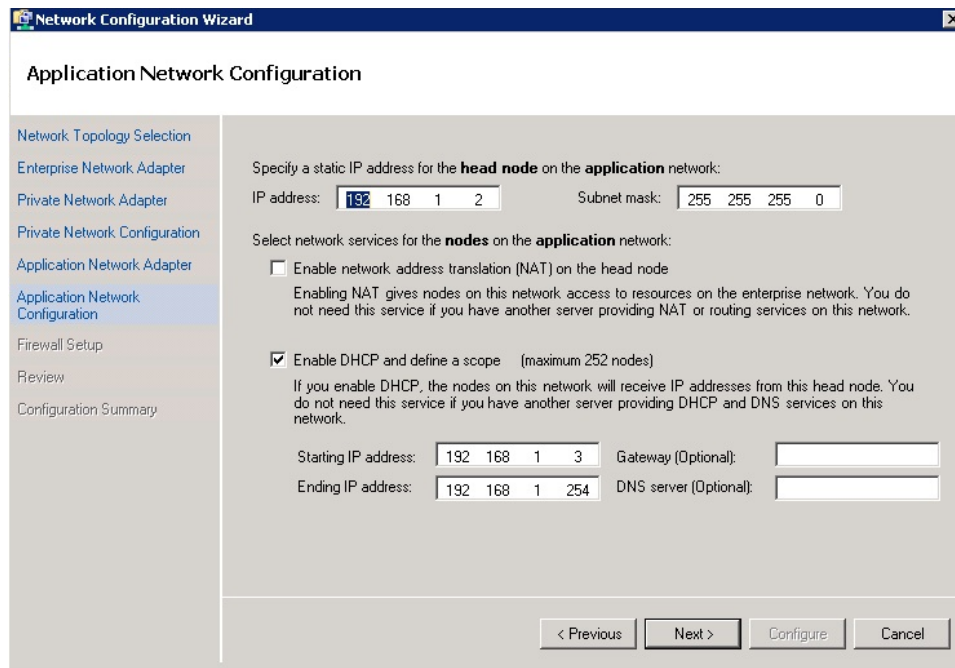 Network Configuration Wizard
Application Network Configuration
Network Topology Selection
Enterprise Network Adapter
Private Network Adapter
Private Network Configuration
Application Network Adapter
Application Network
Configuration
Firewall Setup
Review
Configuration Summary
Specify a static IP address for the head node on the application network:
IP address: 192 168 1 2 Subnet mask: 255 255 255 0
Select network services for the nodes on the application network:
Enable network address translation (NAT) on the head node
Enabling NAT gives nodes on this network access to resources on the enterprise network. You do
not need this service if you have another server providing NAT or routing services on this network.
Enable DHCP and define a scope (maximum 252 nodes)
If you enable DHCP, the nodes on this network will receive IP addresses from this head node. You
do not need this service if you have another server providing DHCP and DNS services on this
network.
Starting IP address: 192 168 1 3 Gateway (Optional):
Ending IP address: 192 168 1 254 DNS server (Optional):
< Previous Next > Configure Cancel